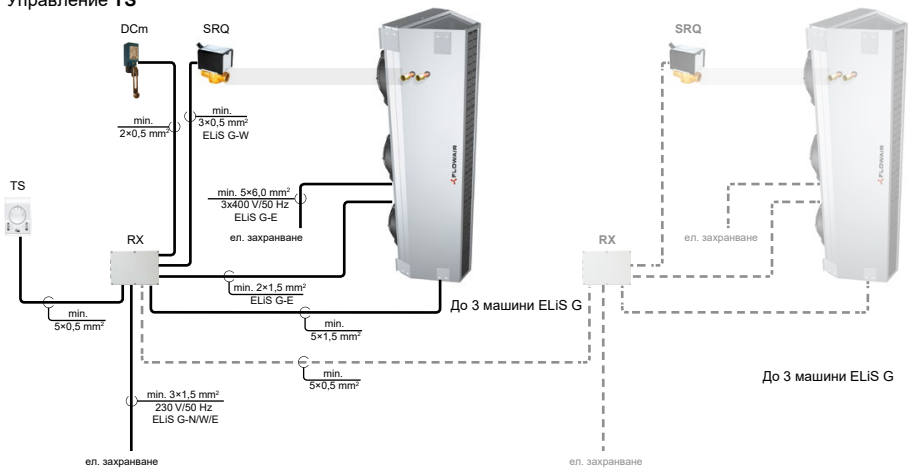 Управление TS
DCm
SRQ
SRQ
min.
2×0,5 mm²
min.
3×0,5 mm²
ELiS G-W
FLOWAIR
FLOWAIR
TS
min. 5×6,0 mm²
3x400 V/50 Hz
ELiS G-E
ел. захранване
ел. захранване
RX
RX
min. 2×1,5 mm²
ELiS G-E
До 3 машини ELiS G
min.
5×0,5 mm²
min.
5×1,5 mm²
min.
5×0,5 mm²
До 3 машини ELiS G
min. 3×1,5 mm²
230 V/50 Hz
ELiS G-N/W/E
ел. захранване
ел. захранване